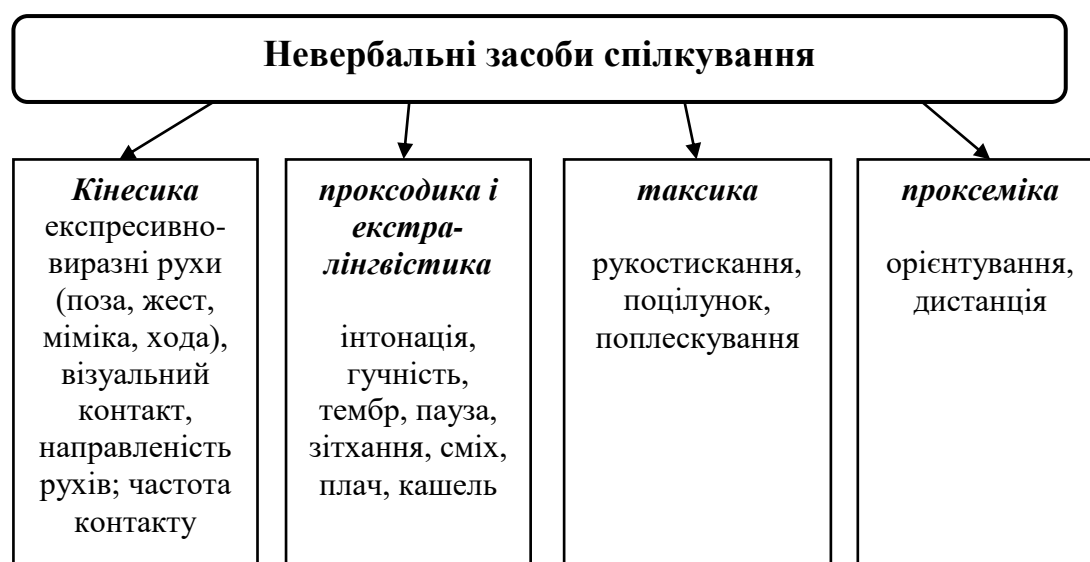 Невербальні засоби спілкування
Кінесика
експресивно-
виразні рухи
(поза, жест,
міміка, хода),
візуальний
контакт,
направленість
рухів; частота
контакту
проксодика і
екстра-
лінгвістика
інтонація,
гучність,
тембр, пауза,
зітхання, сміх,
плач, кашель
таксика
рукостискання,
поцілунок,
поплескування
проксеміка
орієнтування,
дистанція